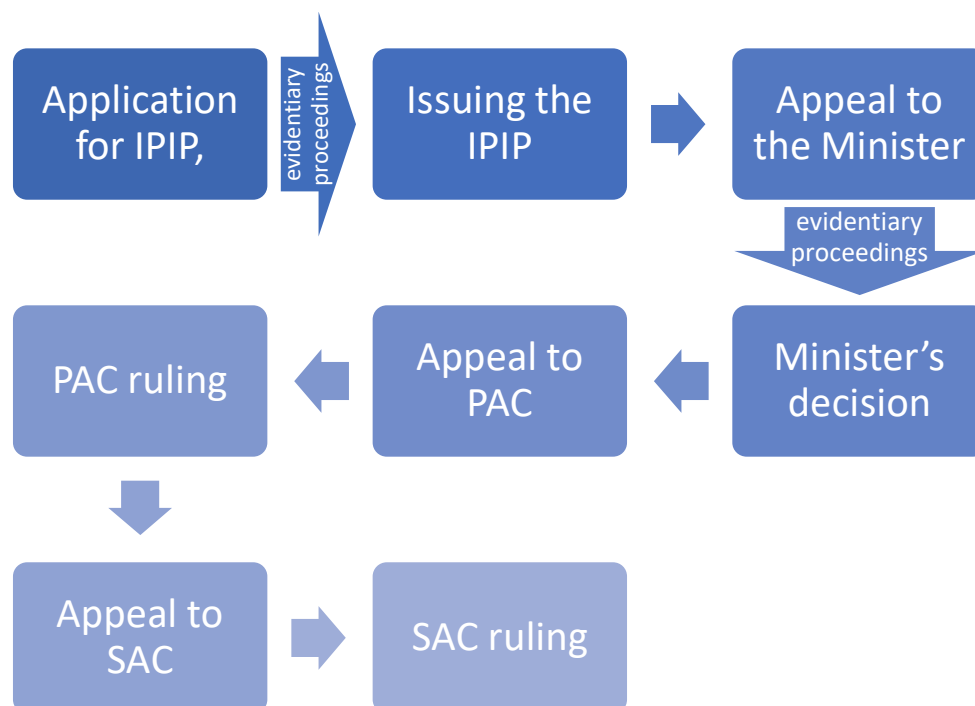 Application
for IPIP,
evidentiary
proceedings
Issuing the
IPIP
Appeal to
the Minister
evidentiary
proceedings
Minister’s
decision
Appeal to
PAC
PAC ruling
Appeal to
SAC
SAC ruling